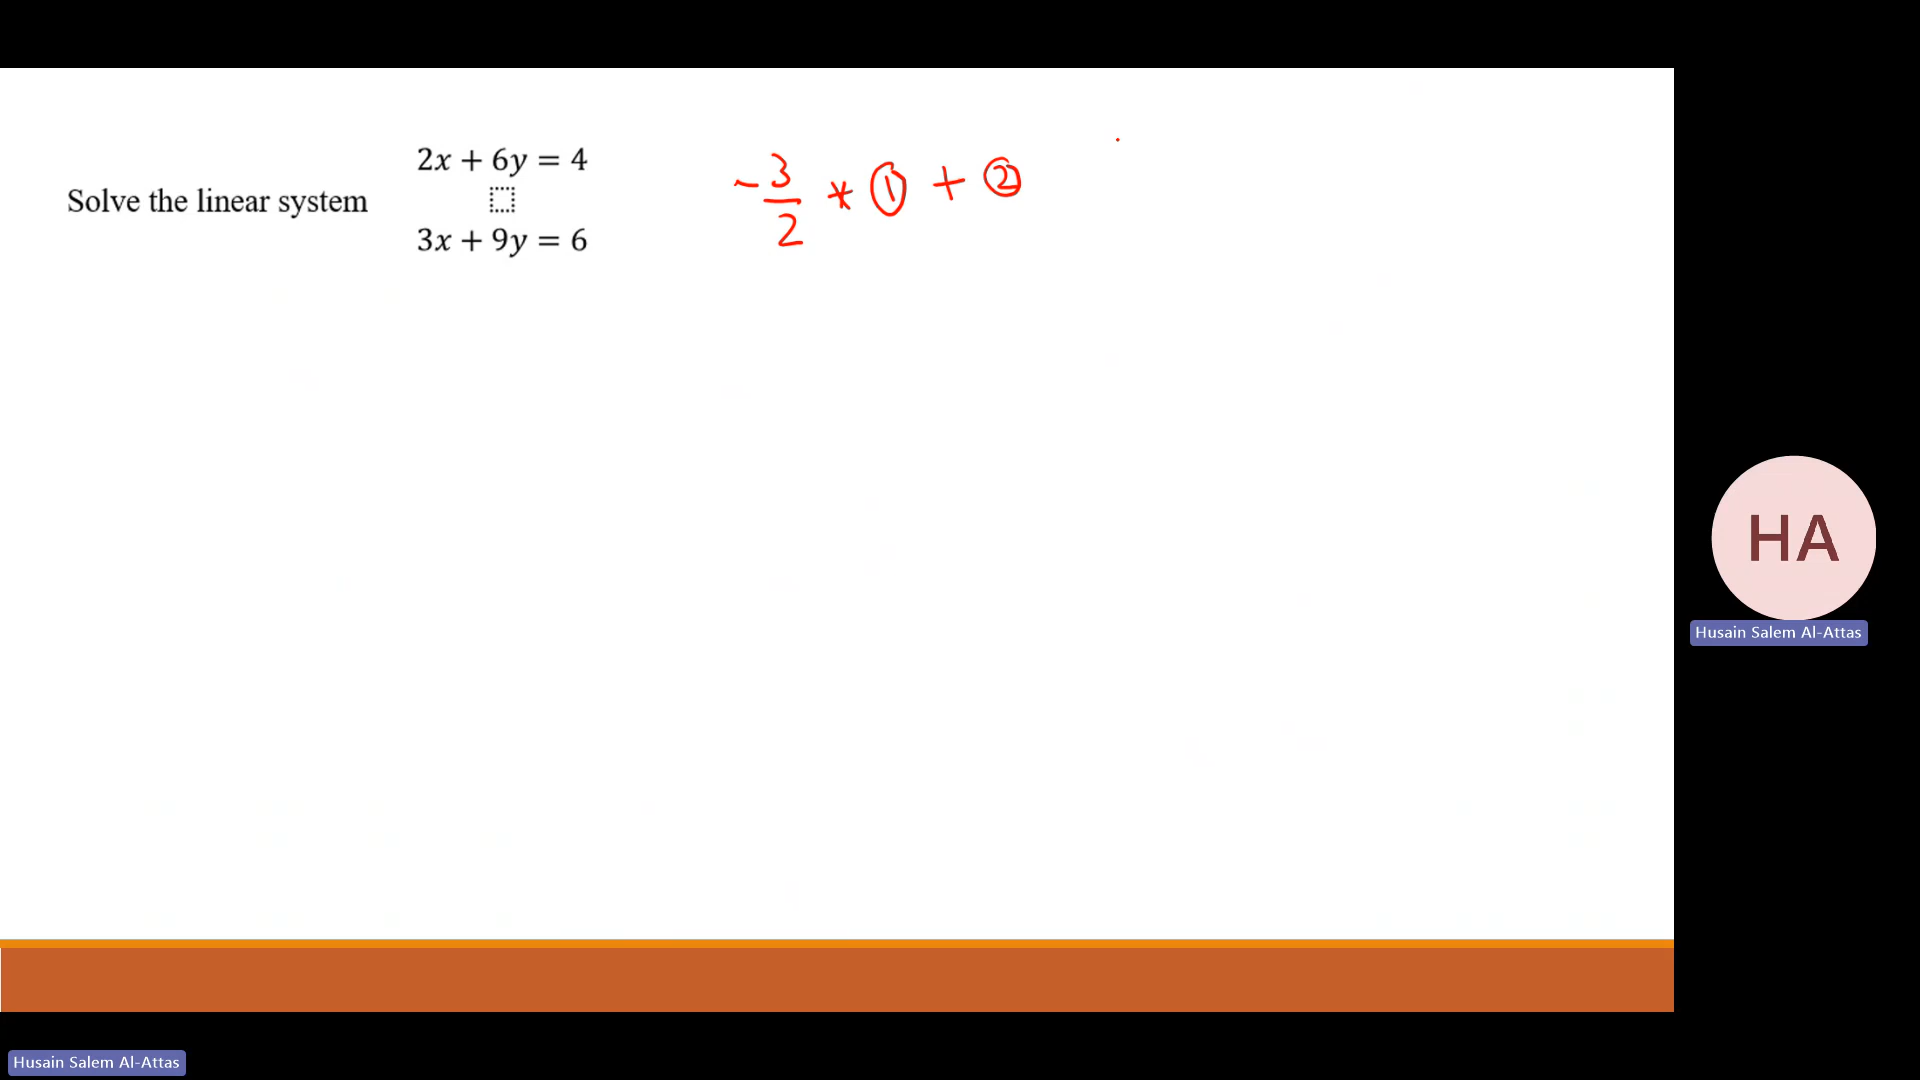 2x + 6y = 4
Solve the linear system
3x + 9y = 6
-3/2 * ① + ②
HA
Husain Salem Al-Attas
Husain Salem Al-Attas